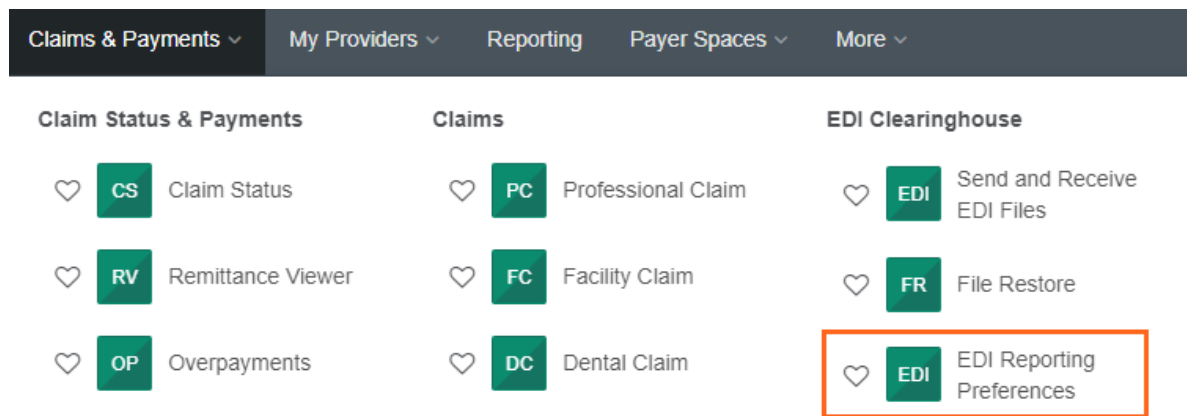 Claims & Payments My Providers Reporting Payer Spaces More
Claim Status & Payments
CS Claim Status
RV Remittance Viewer
OP Overpayments
Claims
PC Professional Claim
FC Facility Claim
DC Dental Claim
EDI Clearinghouse
EDI Send and Receive
EDI Files
FR File Restore
EDI EDI Reporting
Preferences